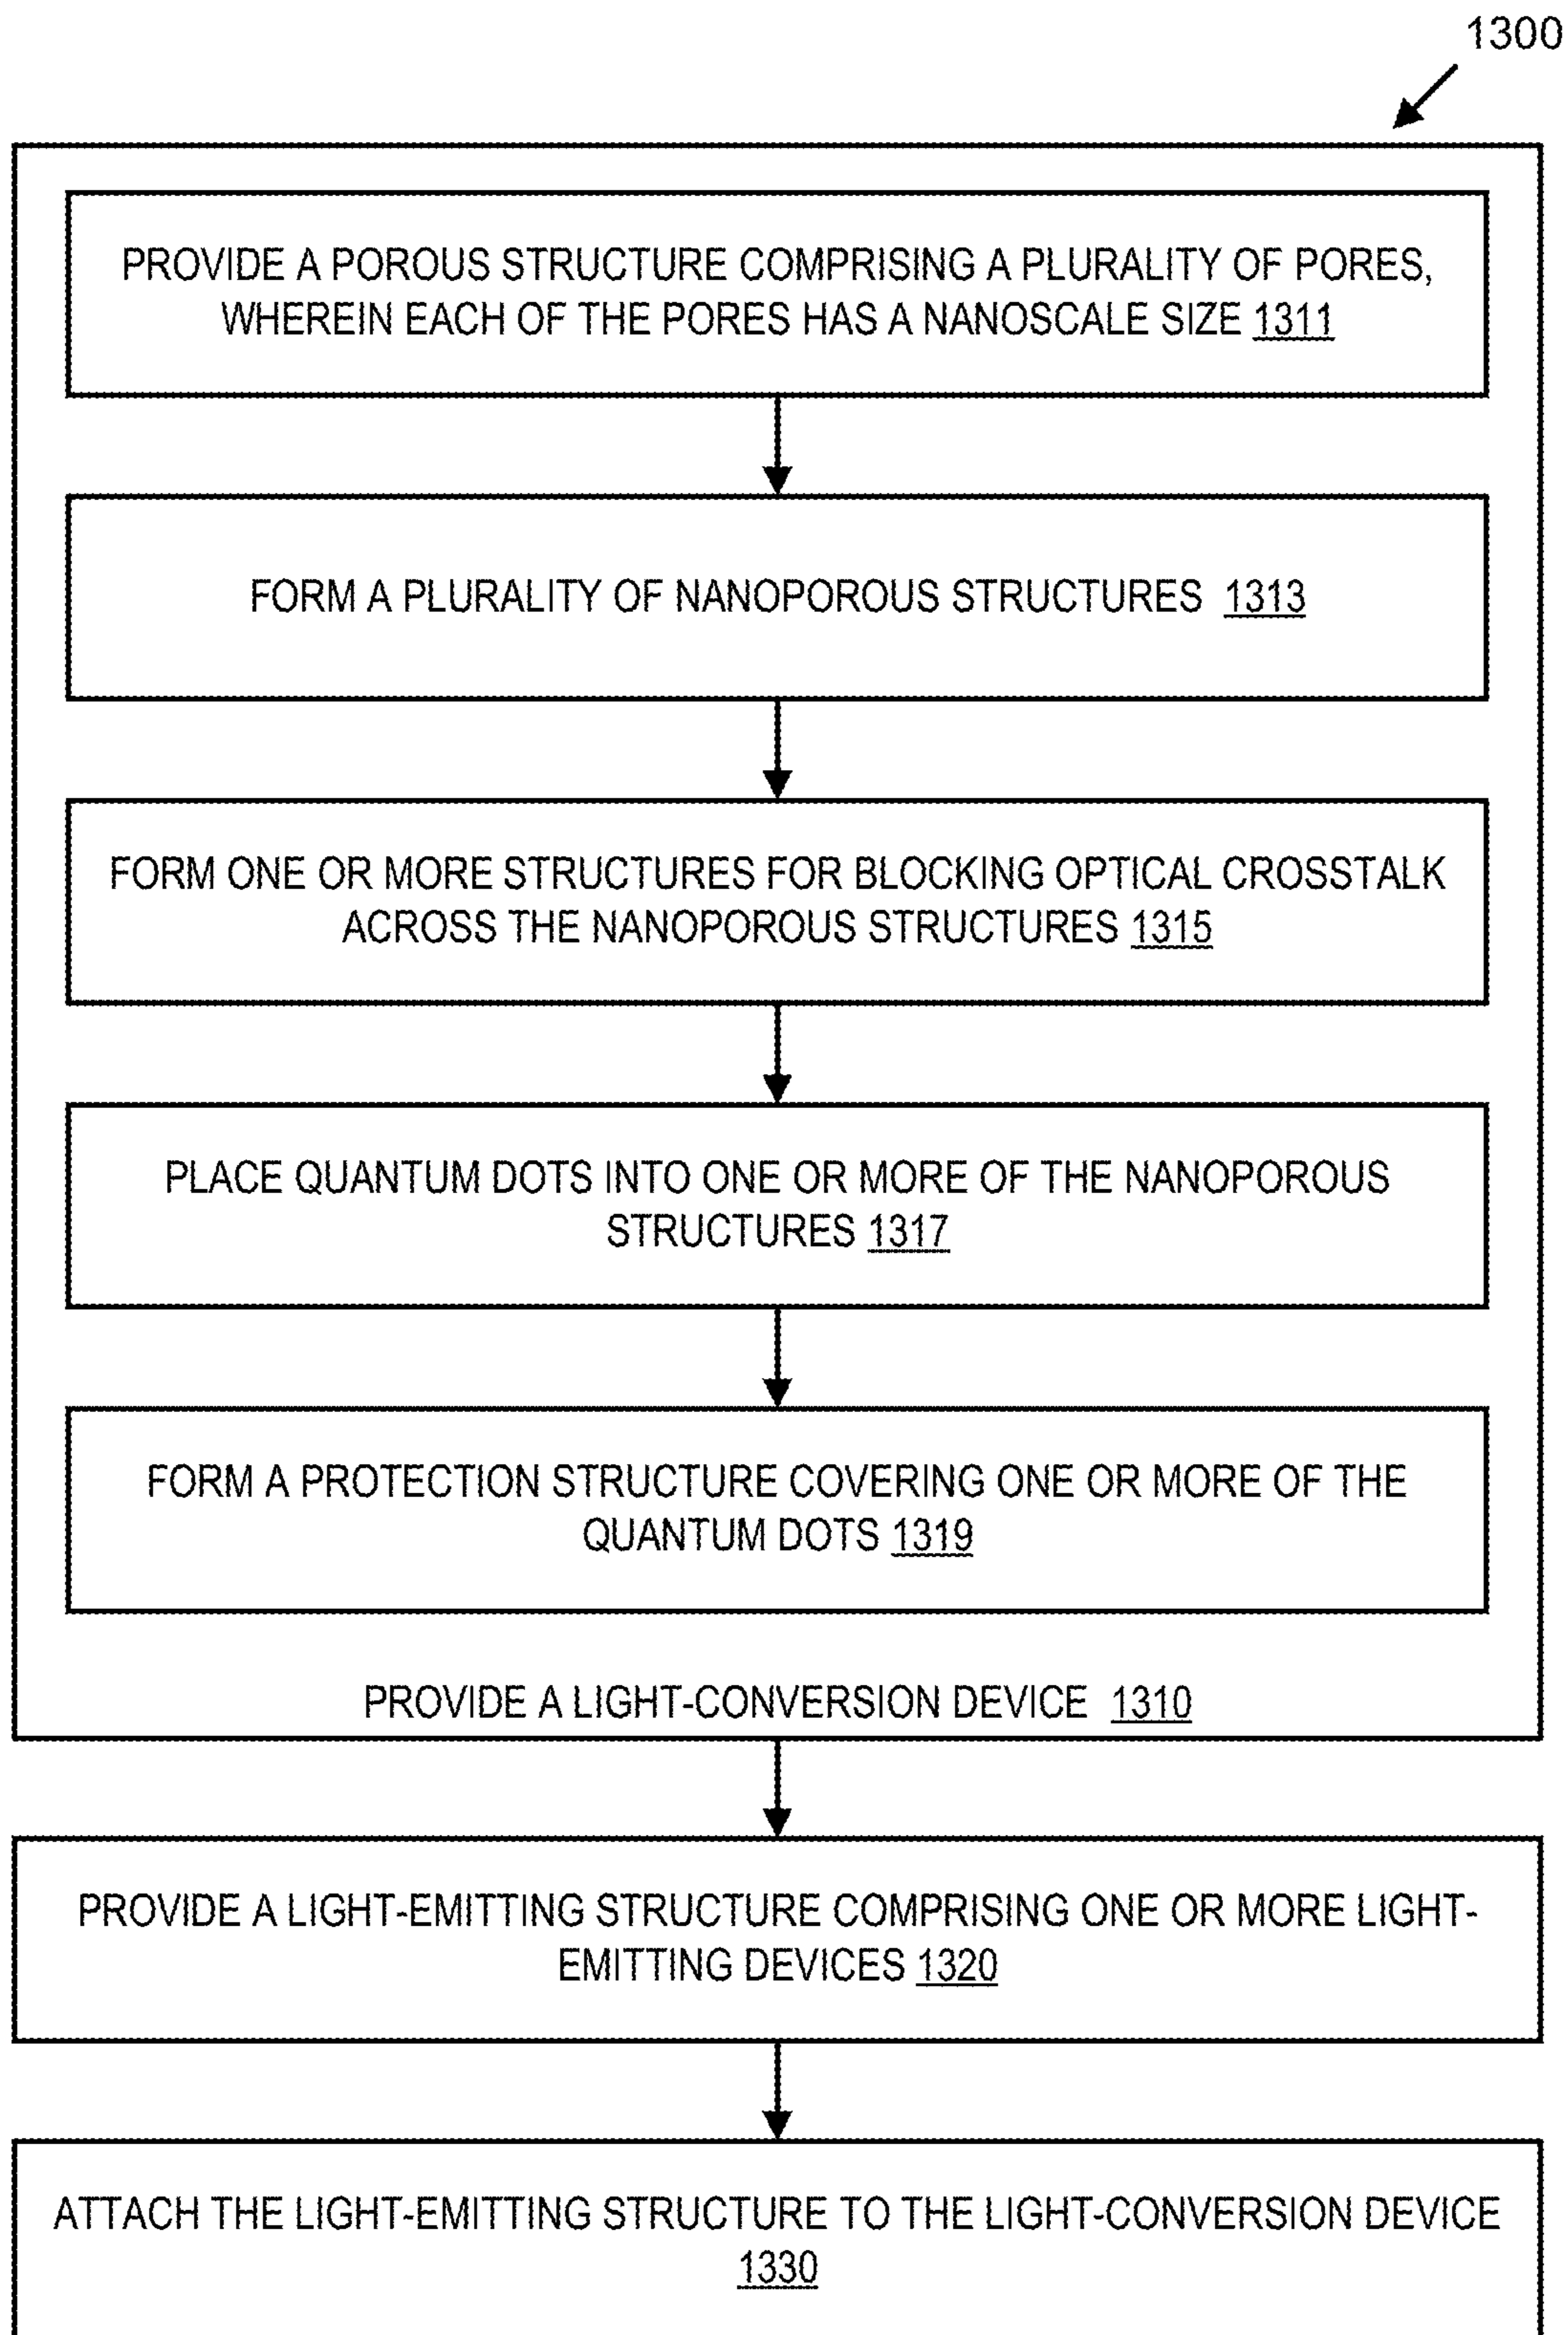 1300
PROVIDE A POROUS STRUCTURE COMPRISING A PLURALITY OF PORES,
WHEREIN EACH OF THE PORES HAS A NANOSCALE SIZE 1311
FORM A PLURALITY OF NANOPOROUS STRUCTURES 1313
FORM ONE OR MORE STRUCTURES FOR BLOCKING OPTICAL CROSSTALK
ACROSS THE NANOPOROUS STRUCTURES 1315
PLACE QUANTUM DOTS INTO ONE OR MORE OF THE NANOPOROUS
STRUCTURES 1317
FORM A PROTECTION STRUCTURE COVERING ONE OR MORE OF THE
QUANTUM DOTS 1319
PROVIDE A LIGHT-CONVERSION DEVICE 1310
PROVIDE A LIGHT-EMITTING STRUCTURE COMPRISING ONE OR MORE LIGHT-
EMITTING DEVICES 1320
ATTACH THE LIGHT-EMITTING STRUCTURE TO THE LIGHT-CONVERSION DEVICE
1330